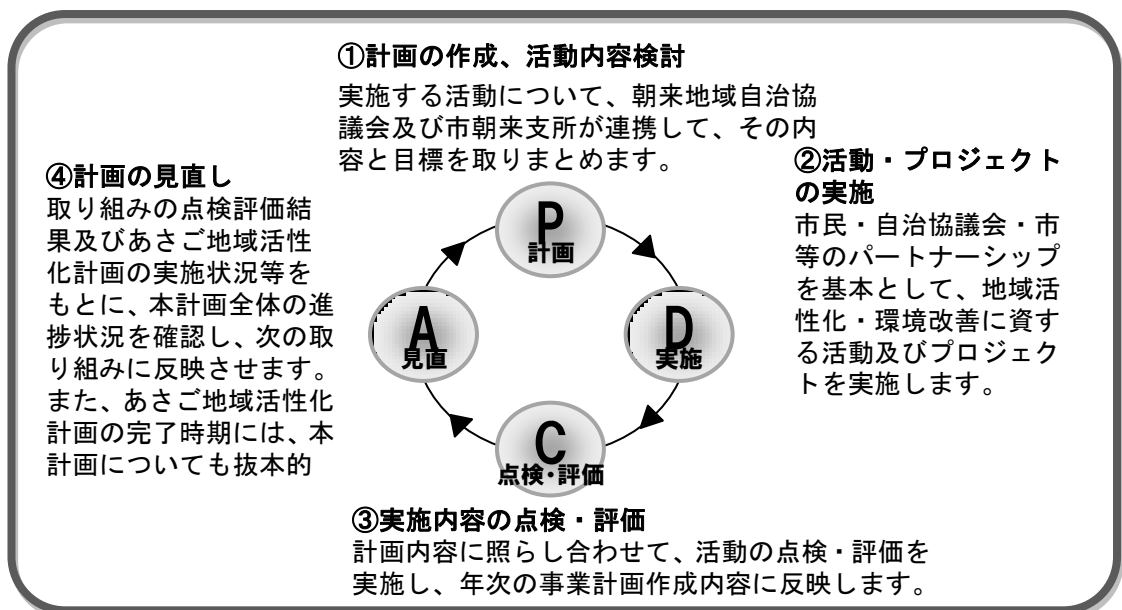 ①計画の作成、活動内容検討
実施する活動について、朝来地域自治協
議会及び市朝来支所が連携して、その内
容と目標を取りまとめます。
②活動・プロジェクト
の実施
市民・自治協議会・市
等のパートナーシップ
を基本として、地域活
性化・環境改善に資す
る活動及びプロジェク
トを実施します。
③実施内容の点検・評価
計画内容に照らし合わせて、活動の点検・評価を
実施し、年次の事業計画作成内容に反映します。
④計画の見直し
取り組みの点検評価結
果及びあさご地域活性
化計画の実施状況等を
もとに、本計画全体の進
捗状況を確認し、次の取
り組みに反映させます。
また、あさご地域活性化
計画の完了時期には、本
計画についても抜本的
P
計画
D
実施
C
点検・評価
A
見直